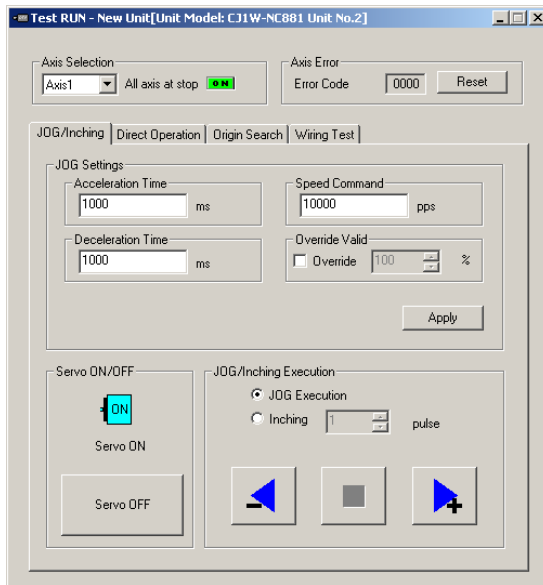 Test RUN - New Unit[Unit Model: CJ1W-NC881 Unit No.2]
Axis Selection
Axis1 All axis at stop ON
Axis Error
Error Code 0000 Reset
JOG/Inching Direct Operation Origin Search Wiring Test
JOG Settings
Acceleration Time
1000 ms
Speed Command
10000 pps
Deceleration Time
1000 ms
Override Valid
Override 100 %
Apply
Servo ON/OFF
ON
Servo ON
Servo OFF
JOG/Inching Execution
JOG Execution
Inching 1 pulse